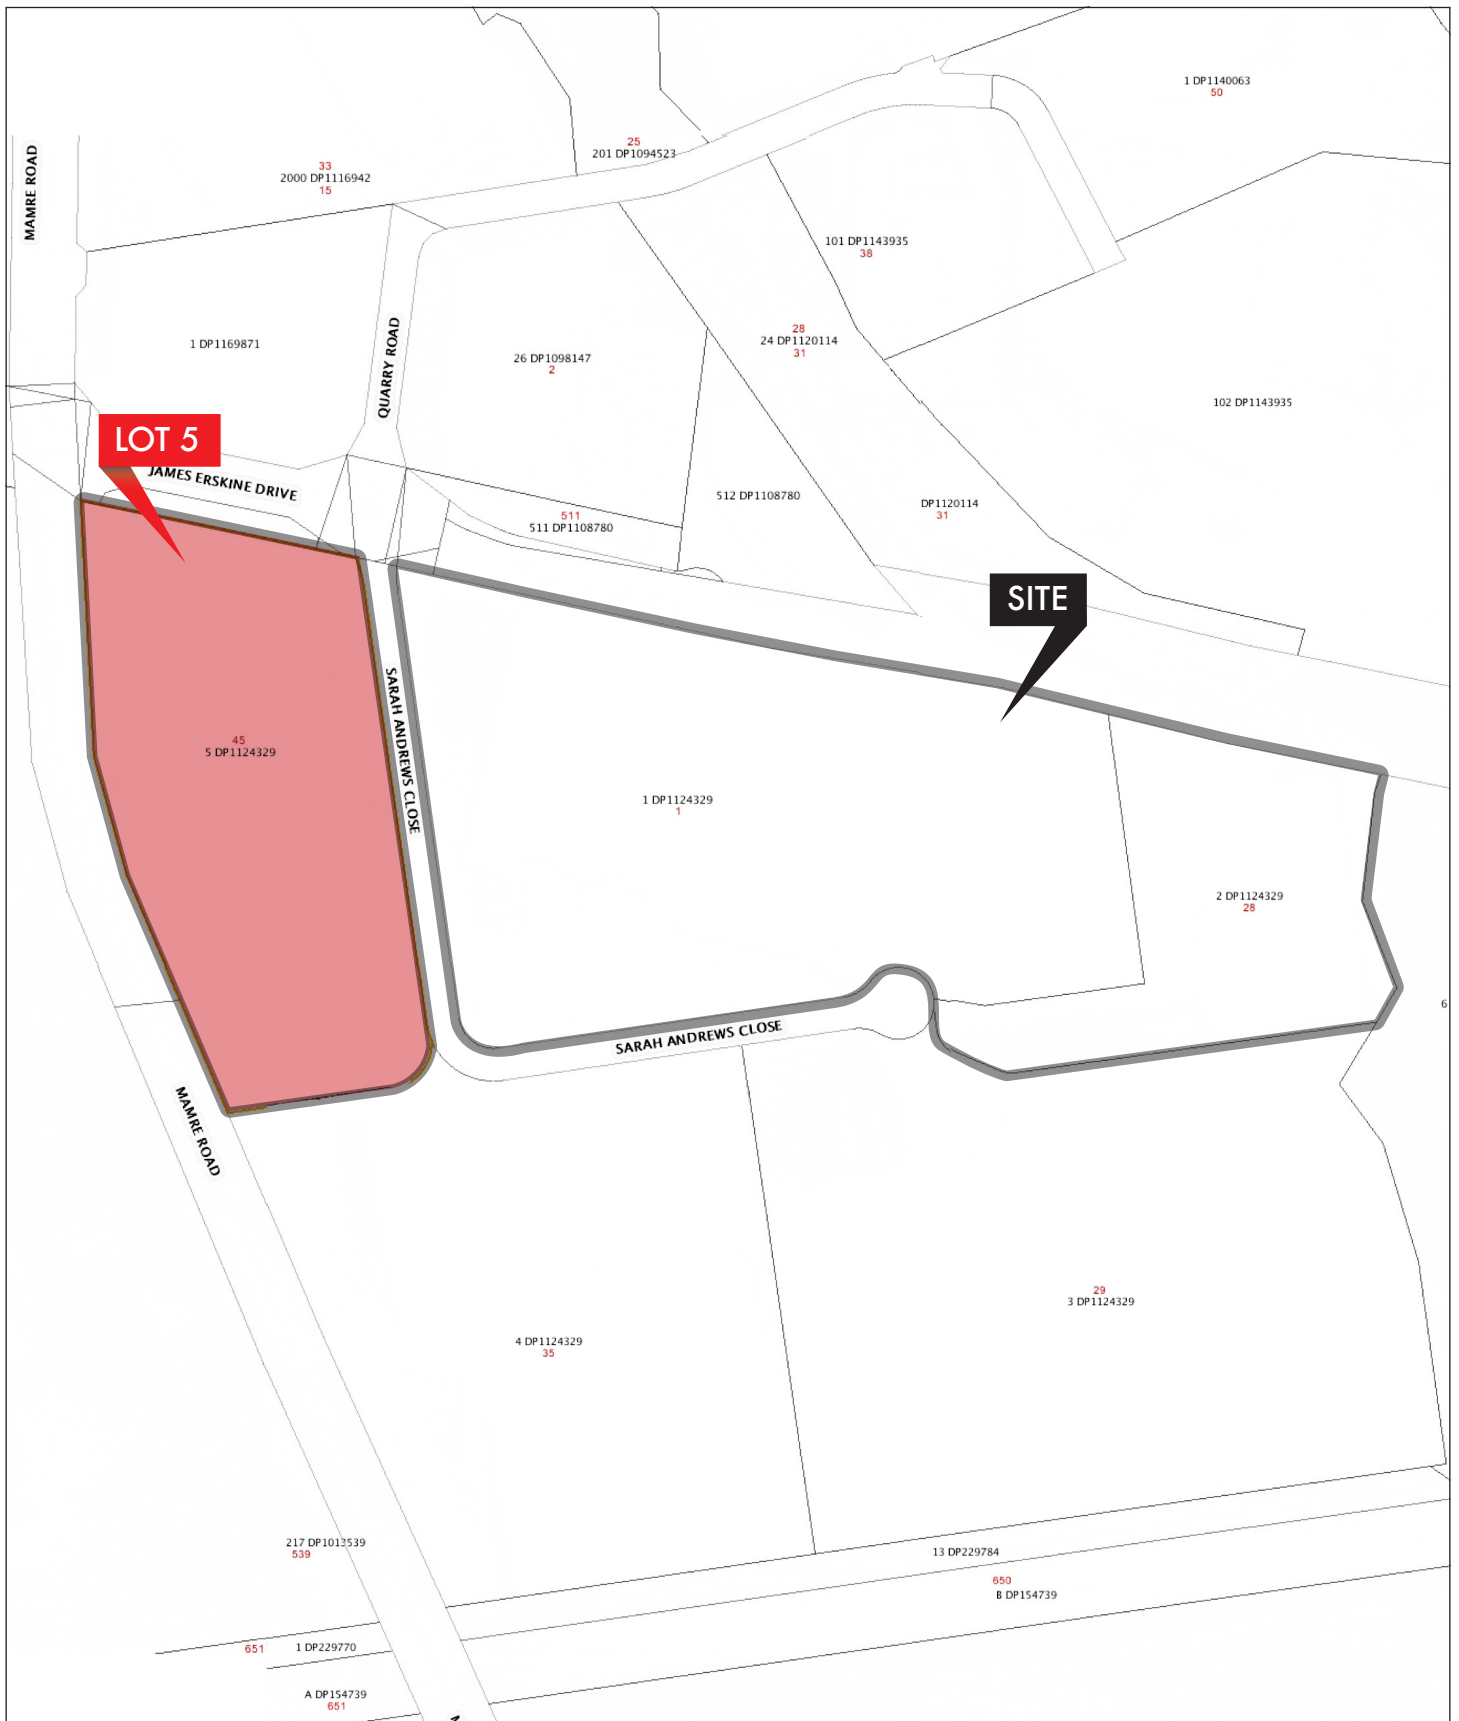 1 DP1140063
50
MAMRE ROAD
25
201 DP1094523
33
2000 DP1116942
15
101 DP1143935
38
28
24 DP1120114
31
1 DP1169871
QUARRY ROAD
26 DP1098147
2
102 DP1143935
LOT 5
JAMES ERSKINE DRIVE
512 DP1108780
511
511 DP1108780
DP1120114
31
SITE
SARAH ANDREWS CLOSE
45
5 DP1124329
1 DP1124329
1
2 DP1124329
28
6
SARAH ANDREWS CLOSE
MAMRE ROAD
29
3 DP1124329
4 DP1124329
35
217 DP1013539
539
13 DP229784
650
B DP154739
651
1 DP229770
A DP154739
651